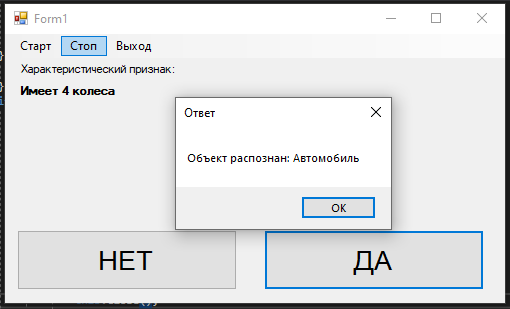 Form1
Старт Стоп Выход
Характеристический признак:
Имеет 4 колеса
Ответ
Объект распознан: Автомобиль
OK
НЕТ ДА